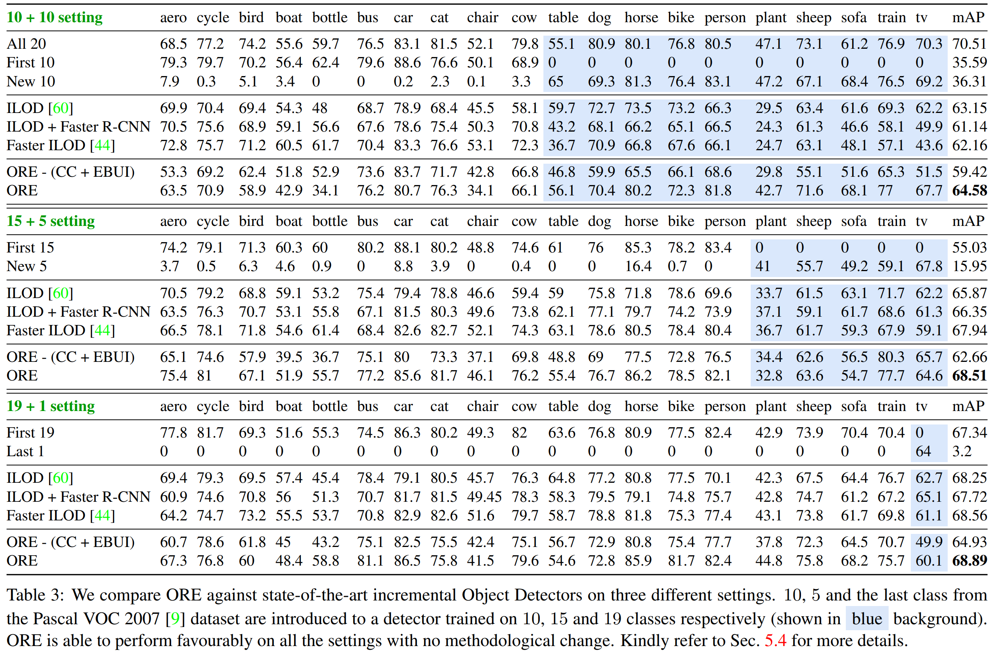 10 + 10 setting aero cycle bird boat bottle bus car cat chair cow table dog horse bike person plant sheep sofa train tv mAP
All 20 68.5 77.2 74.2 55.6 59.7 76.5 83.1 81.5 52.1 79.8 55.1 80.9 80.1 76.8 80.5 47.1 73.1 61.2 76.9 70.3 70.51
First 10 79.3 79.7 70.2 56.4 62.4 79.6 88.6 76.6 50.1 68.9 0 0 0 0 0 0 0 0 0 0 35.59
New 10 7.9 0.3 5.1 3.4 0 0 0.2 2.3 0.1 3.3 65 69.3 81.3 76.4 83.1 47.2 67.1 68.4 76.5 69.2 36.31
ILOD [60] 69.9 70.4 69.4 54.3 48 68.7 78.9 68.4 45.5 58.1 59.7 72.7 73.5 73.2 66.3 29.5 63.4 61.6 69.3 62.2 63.15
ILOD + Faster R-CNN 70.5 75.6 68.9 59.1 56.6 67.6 78.6 75.4 50.3 70.8 43.2 68.1 66.2 65.1 66.5 24.3 61.3 46.6 58.1 49.9 61.14
Faster ILOD [44] 72.8 75.7 71.2 60.5 61.7 70.4 83.3 76.6 53.1 72.3 36.7 70.9 66.8 67.6 66.1 24.7 63.1 48.1 57.1 43.6 62.16
ORE - (CC + EBUI) 53.3 69.2 62.4 51.8 52.9 73.6 83.7 71.7 42.8 66.8 46.8 59.9 65.5 66.1 68.6 29.8 55.1 51.6 65.3 51.5 59.42
ORE 63.5 70.9 58.9 42.9 34.1 76.2 80.7 76.3 34.1 66.1 56.1 70.4 80.2 72.3 81.8 42.7 71.6 68.1 77 67.7 64.58
15 + 5 setting aero cycle bird boat bottle bus car cat chair cow table dog horse bike person plant sheep sofa train tv mAP
First 15 74.2 79.1 71.3 60.3 60 80.2 88.1 80.2 48.8 74.6 61 76 85.3 78.2 83.4 0 0 0 0 0 55.03
New 5 3.7 0.5 6.3 4.6 0.9 0 8.8 3.9 0 0.4 0 0 16.4 0.7 0 41 55.7 49.2 59.1 67.8 15.95
ILOD [60] 70.5 79.2 68.8 59.1 53.2 75.4 79.4 78.8 46.6 59.4 59 75.8 71.8 78.6 69.6 33.7 61.5 63.1 71.7 62.2 65.87
ILOD + Faster R-CNN 63.5 76.3 70.7 53.1 55.8 67.1 81.5 80.3 49.6 73.8 62.1 77.1 79.7 74.2 73.9 37.1 59.1 61.7 68.6 61.3 66.35
Faster ILOD [44] 66.5 78.1 71.8 54.6 61.4 68.4 82.6 82.7 52.1 74.3 63.1 78.6 80.5 78.4 80.4 36.7 61.7 59.3 67.9 59.1 67.94
ORE - (CC + EBUI) 65.1 74.6 57.9 39.5 36.7 75.1 80 73.3 37.1 69.8 48.8 69 77.5 72.8 76.5 34.4 62.6 56.5 80.3 65.7 62.66
ORE 75.4 81 67.1 51.9 55.7 77.2 85.6 81.7 46.1 76.2 55.4 76.7 86.2 78.5 82.1 32.8 63.6 54.7 77.7 64.6 68.51
19 + 1 setting aero cycle bird boat bottle bus car cat chair cow table dog horse bike person plant sheep sofa train tv mAP
First 19 77.8 81.7 69.3 51.6 55.3 74.5 86.3 80.2 49.3 82 63.6 76.8 80.9 77.5 82.4 42.9 73.9 70.4 70.4 0 67.34
Last 1 0 0 0 0 0 0 0 0 0 0 0 0 0 0 0 0 0 0 0 64 3.2
ILOD [60] 69.4 79.3 69.5 57.4 45.4 78.4 79.1 80.5 45.7 76.3 64.8 77.2 80.8 77.5 70.1 42.3 67.5 64.4 76.7 62.7 68.25
ILOD + Faster R-CNN 60.9 74.6 70.8 56 51.3 70.7 81.7 81.5 49.45 78.3 58.3 79.5 79.1 74.8 75.7 42.8 74.7 61.2 67.2 65.1 67.72
Faster ILOD [44] 64.2 74.7 73.2 55.5 53.7 70.8 82.9 82.6 51.6 79.7 58.7 78.8 81.8 75.3 77.4 43.1 73.8 61.7 69.8 61.1 68.56
ORE - (CC + EBUI) 60.7 78.6 61.8 45 43.2 75.1 82.5 75.5 42.4 75.1 56.7 72.9 80.8 75.4 77.7 37.8 72.3 64.5 70.7 49.9 64.93
ORE 67.3 76.8 60 48.4 58.8 81.1 86.5 75.8 41.5 79.6 54.6 72.8 85.9 81.7 82.4 44.8 75.8 68.2 75.7 60.1 68.89
Table 3: We compare ORE against state-of-the-art incremental Object Detectors on three different settings. 10, 5 and the last class from
the Pascal VOC 2007 [9] dataset are introduced to a detector trained on 10, 15 and 19 classes respectively (shown in blue background).
ORE is able to perform favourably on all the settings with no methodological change. Kindly refer to Sec. 5.4 for more details.